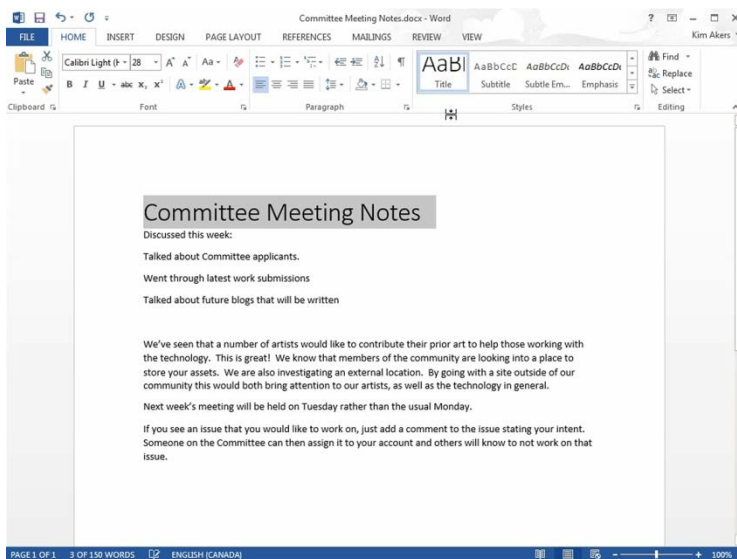 Committee Meeting Notes.docx - Word
?
FILE HOME INSERT DESIGN PAGE LAYOUT REFERENCES MAILINGS REVIEW VIEW Kim Akers
Paste
Calibri Light (H 28 A A Aa
AaBl AaBbCcD AaBbCcDc AaBbCcDc
Find
Replace
Select
B I U abc X₂ X² A ab A
Title Subtitle Subtle Em... Emphasis
Clipboard Font Paragraph Styles Editing
Committee Meeting Notes
Discussed this week:
Talked about Committee applicants.
Went through latest work submissions
Talked about future blogs that will be written
We've seen that a number of artists would like to contribute their prior art to help those working with
the technology. This is great! We know that members of the community are looking into a place to
store your assets. We are also investigating an external location. By going with a site outside of our
community this would both bring attention to our artists, as well as the technology in general.
Next week's meeting will be held on Tuesday rather than the usual Monday.
If you see an issue that you would like to work on, just add a comment to the issue stating your intent.
Someone on the Committee can then assign it to your account and others will know to not work on that
issue.
PAGE 1 OF 1 3 OF 150 WORDS ENGLISH (CANADA) 100%